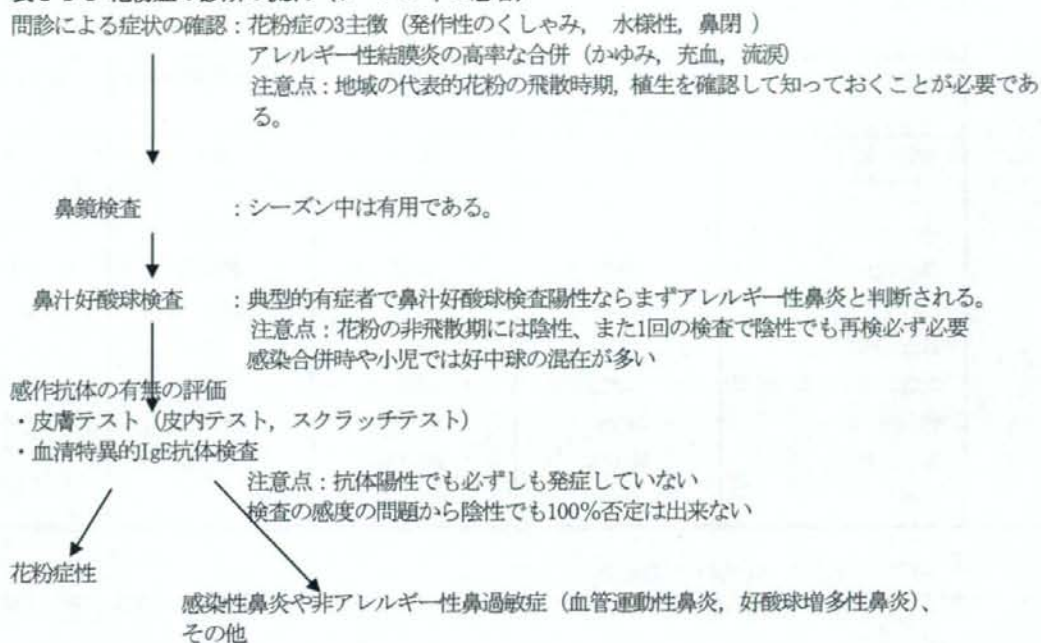 問診による症状の確認：花粉症の3主徴（発作性のくしゃみ， 水様性，鼻閉 ）
アレルギー性結膜炎の高率な合併（かゆみ，充血，流涙）
注意点：地域の代表的花粉の飛散時期，植生を確認して知っておくことが必要であ
る。
鼻鏡検査 ：シーズン中は有用である。
鼻汁好酸球検査 ：典型的有症者で鼻汁好酸球検査陽性ならまずアレルギー性鼻炎と判断される。
注意点：花粉の非飛散期には陰性、また1回の検査で陰性でも再検必ず必要
感染合併時や小児では好中球の混在が多い
感作抗体の有無の評価
・皮膚テスト（皮内テスト，スクラッチテスト）
・血清特異的IgE抗体検査
注意点：抗体陽性でも必ずしも発症していない
検査の感度の問題から陰性でも100%否定は出来ない
花粉症性
感染性鼻炎や非アレルギー性鼻過敏症（血管運動性鼻炎，好酸球増多性鼻炎）、
その他